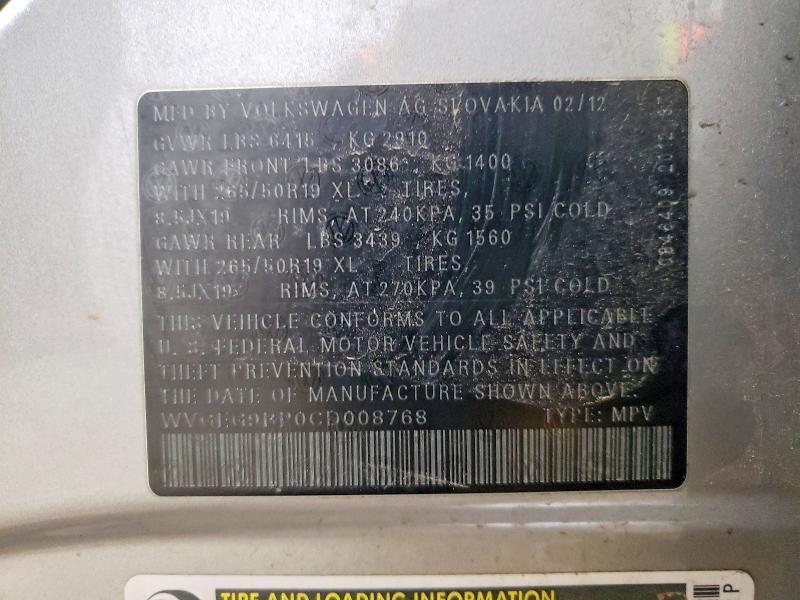 MFD BY VOLKSWAGEN AG SLOVAKIA 02/12
GVWR LBS 6415 KG 2910
GAWR FRONT LBS 3086 KG 1400
WITH 265/50R19 XL TIRES,
8.5JX19 RIMS, AT 240KPA, 35 PSI COLD
GAWR REAR LBS 3439 KG 1560
WITH 265/50R19 XL TIRES,
8.5JX19 RIMS, AT 270KPA, 39 PSI COLD
THIS VEHICLE CONFORMS TO ALL APPLICABLE
U. S. FEDERAL MOTOR VEHICLE SAFETY AND
THEFT PREVENTION STANDARDS IN EFFECT ON
THE DATE OF MANUFACTURE SHOWN ABOVE.
TYPE: MPV
TIRE AND LOADING INFORMATION
P